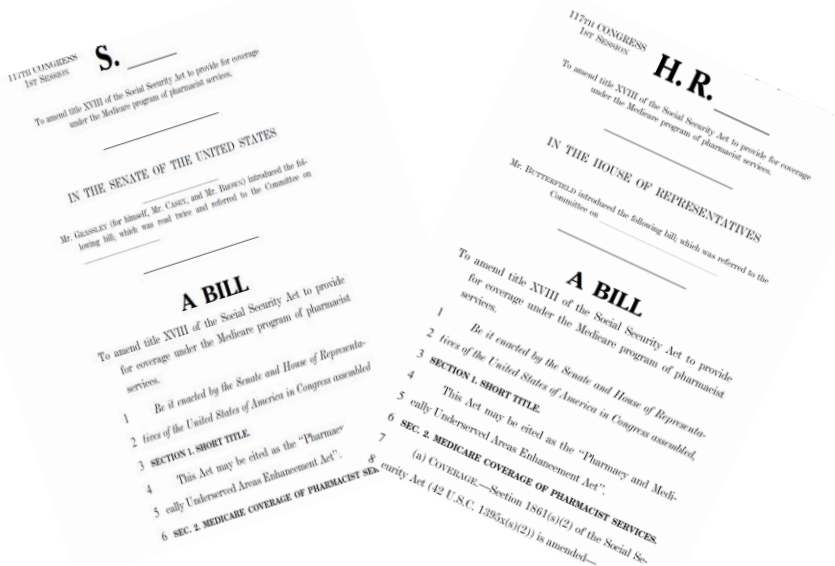 117TH CONGRESS
1ST SESSION
S.
To amend title XVIII of the Social Security Act to provide for coverage
under the Medicare program of pharmacist services.
IN THE SENATE OF THE UNITED STATES
Mr. GRASSLEY (for himself, Mr. CASEY, and Mr. BROWN) introduced the fol-
lowing bill; which was read twice and referred to the Committee on
A BILL
To amend title XVIII of the Social Security Act to provide
for coverage under the Medicare program of pharmacist
services.
1 Be it enacted by the Senate and House of Representa-
2 tives of the United States of America in Congress assembled
3 SECTION 1. SHORT TITLE.
4 This Act may be cited as the “Pharmacy
5 cally Underserved Areas Enhancement Act”.
6 SEC. 2. MEDICARE COVERAGE OF PHARMACIST SER
117TH CONGRESS
1ST SESSION
H. R.
To amend title XVIII of the Social Security Act to provide for coverage
under the Medicare program of pharmacist services.
IN THE HOUSE OF REPRESENTATIVES
Mr. BUTTERFIELD introduced the following bill; which was referred to the
Committee on
A BILL
To amend title XVIII of the Social Security Act to provide
for coverage under the Medicare program of pharmacist
services.
1 Be it enacted by the Senate and House of Representa-
2 tives of the United States of America in Congress assembled,
3 SECTION 1. SHORT TITLE.
4 This Act may be cited as the “Pharmacy and Medi-
5 cally Underserved Areas Enhancement Act”.
6 SEC. 2. MEDICARE COVERAGE OF PHARMACIST SERVICES.
7 (a) COVERAGE.—Section 1861(s)(2) of the Social Se-
8 curity Act (42 U.S.C. 1395x(s)(2)) is amended—